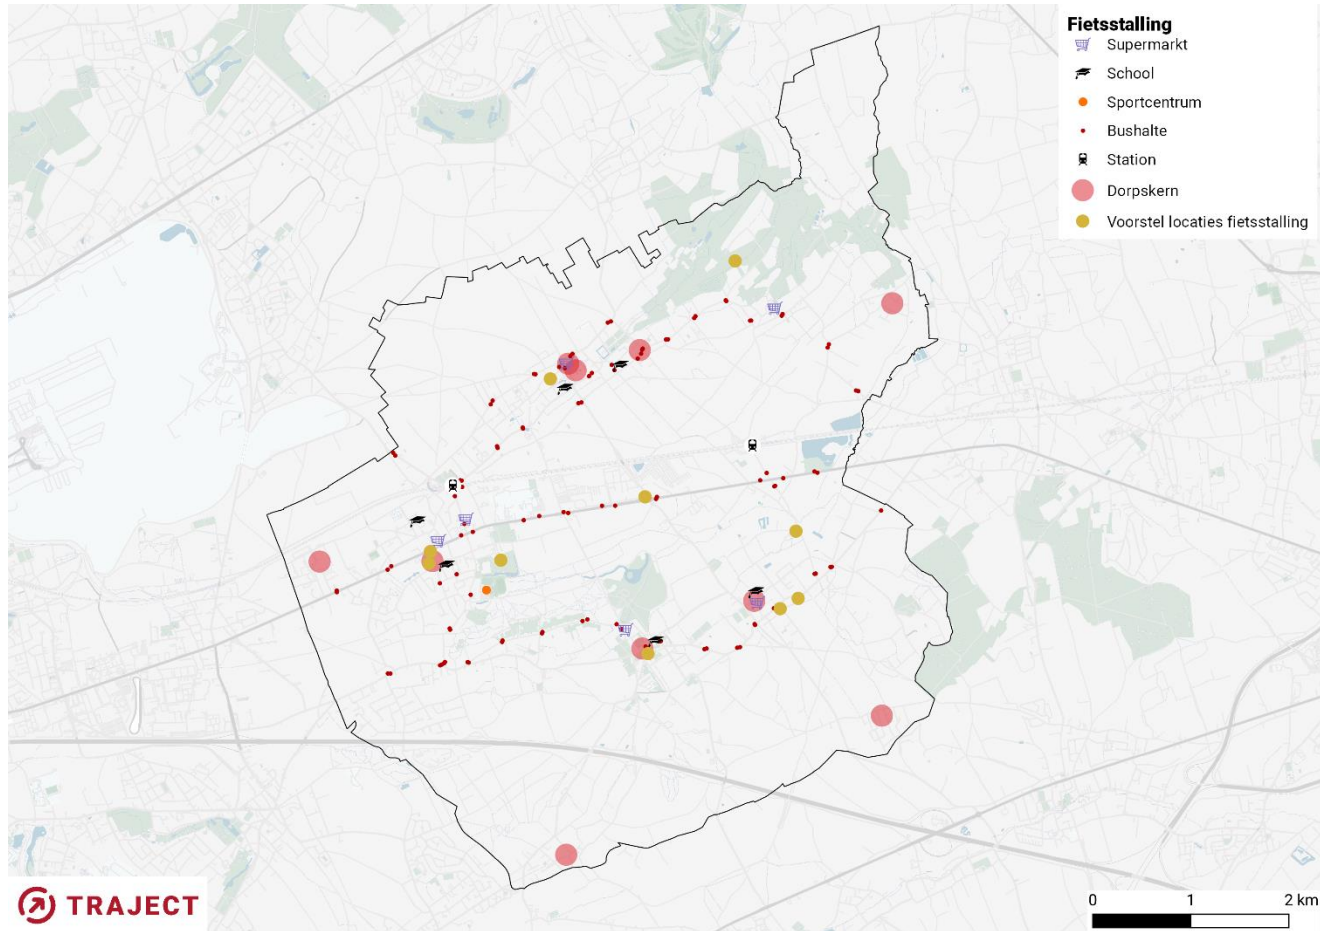 Fietsstalling
Supermarkt
School
Sportcentrum
Bushalte
Station
Dorpskern
Voorstel locaties fietsstalling
TRAJECT
0 1 2 km